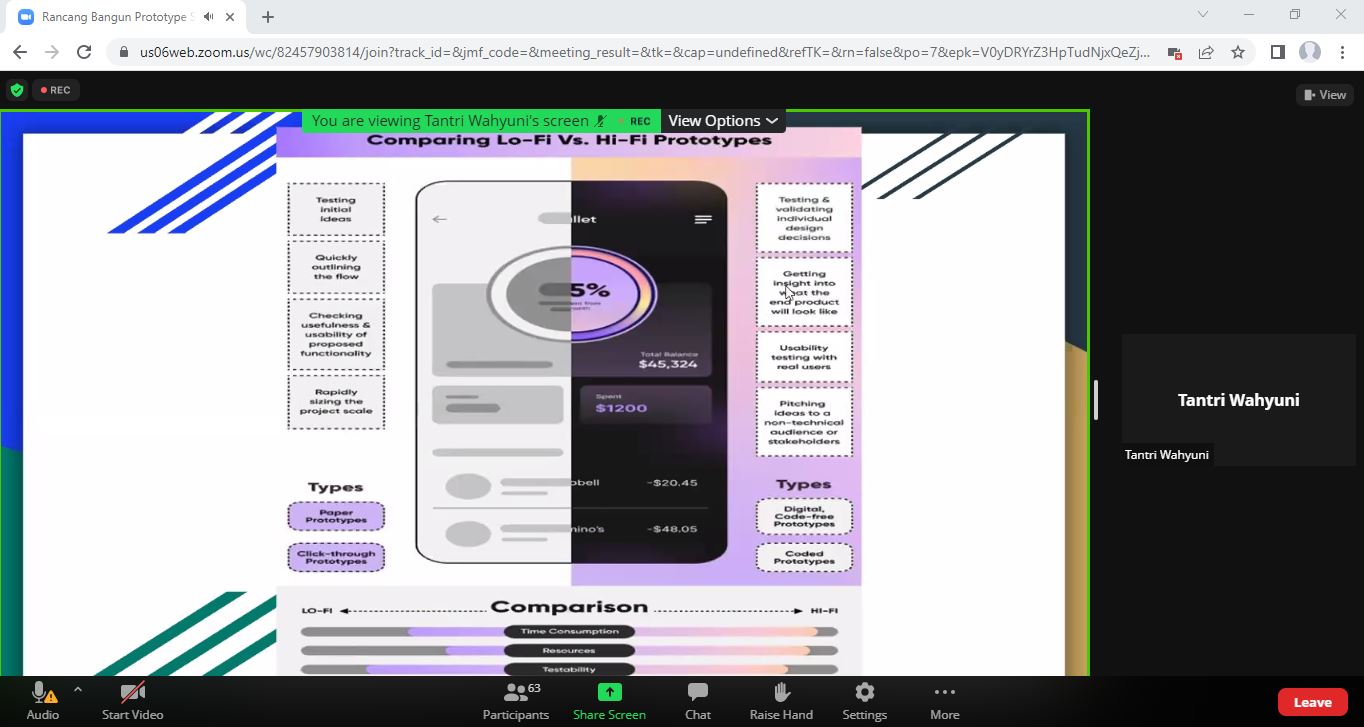 Rancang Bangun Prototype
us06web.zoom.us/wc/82457903814/join?track_id=&jmf_code=&meeting_result=&tk=&cap=undefined&refTK=&rn=false&po=7&epk=V0yDRYrZ3HpTudNjxQeZj...
REC
View
You are viewing Tantri Wahyuni's screen
REC
View Options
Comparing Lo-Fi Vs. Hi-Fi Prototypes
Testing
initial
ideas
Quickly
outlining
the flow
Checking
usefulness &
usability of
proposed
functionality
Rapidly
sizing the
project scale
Types
Paper
Prototypes
Click-through
Prototypes
llet
5%
Total Balance
$45,324
Spent
$1200
bell
-$20.45
nino's
-$48.05
Testing &
validating
individual
design
decisions
Getting
insight into
what the
end product
will look like
Usability
testing with
real users
Pitching
ideas to a
non-technical
audience or
stakeholders
Types
Digital,
Code-free
Prototypes
Coded
Prototypes
LO-FI
Comparison
HI-FI
Time Consumption
Resources
Testability
Tantri Wahyuni
Tantri Wahyuni
Audio
Start Video
63
Participants
Share Screen
Chat
Raise Hand
Settings
More
Leave